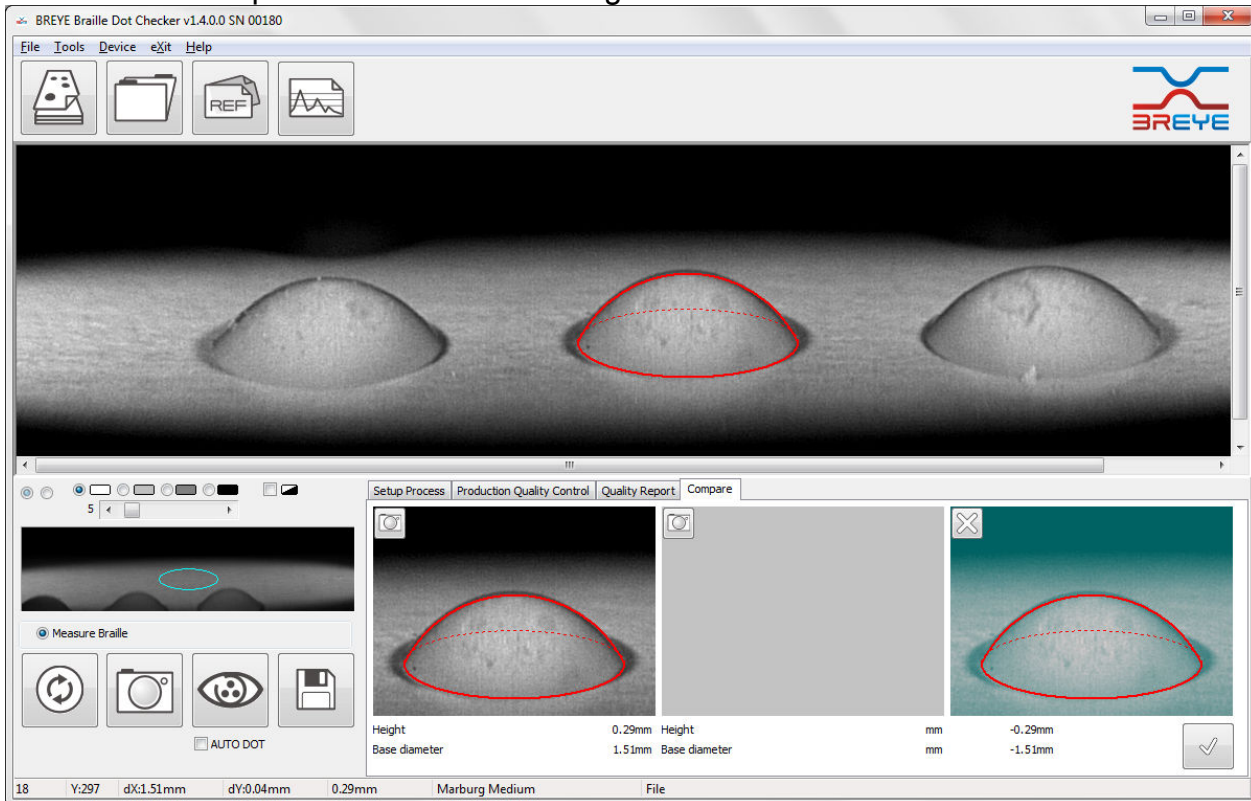 BREYE Braille Dot Checker v1.4.0.0 SN 00180
File Tools Device eXit Help
REF
BREYE
5
Setup Process Production Quality Control Quality Report Compare
Measure Braille
AUTO DOT
Height 0.29mm Height mm -0.29mm
Base diameter 1.51mm Base diameter mm -1.51mm
18 Y:297 dX:1.51mm dY:0.04mm 0.29mm Marburg Medium File